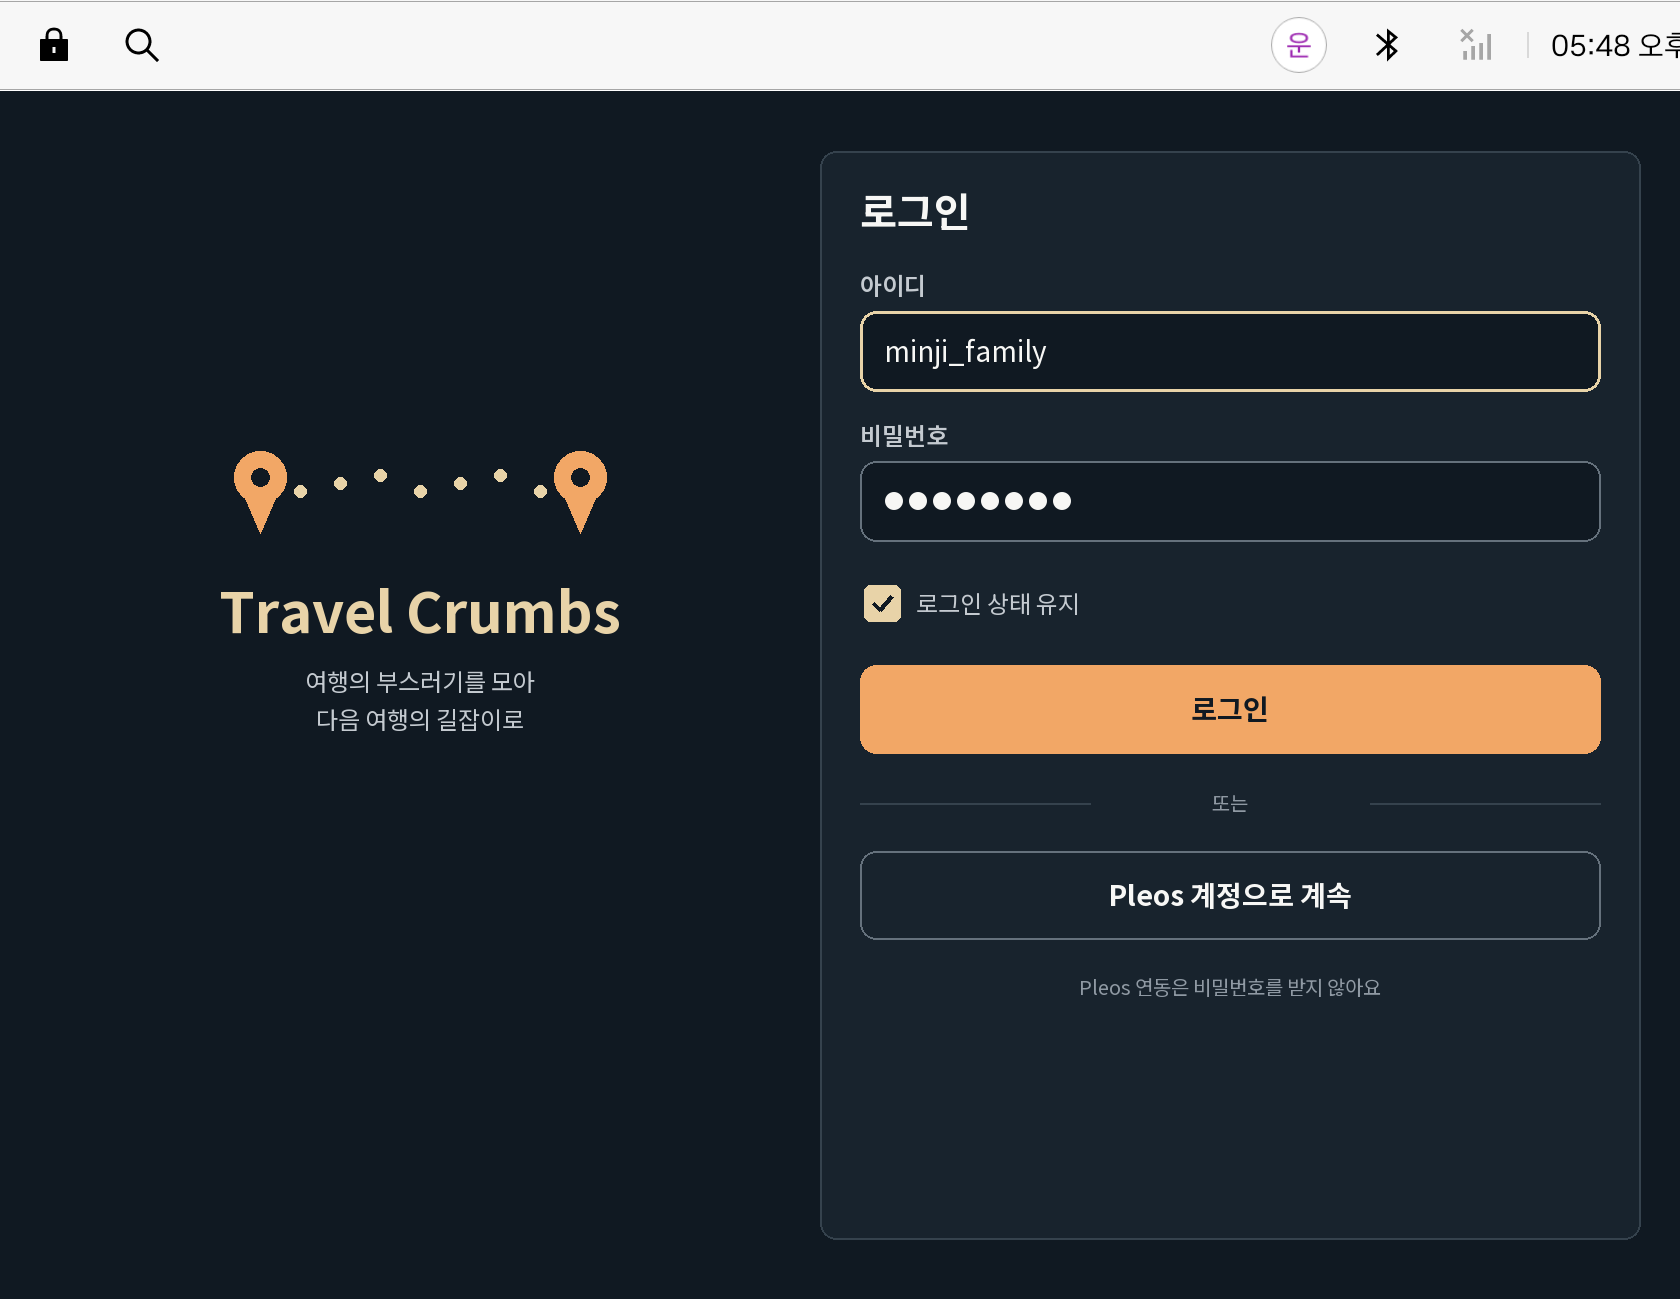 운
05:48 오후
Travel Crumbs
여행의 부스러기를 모아
다음 여행의 길잡이로
로그인
아이디
minji_family
비밀번호
로그인 상태 유지
로그인
또는
Pleos 계정으로 계속
Pleos 연동은 비밀번호를 받지 않아요